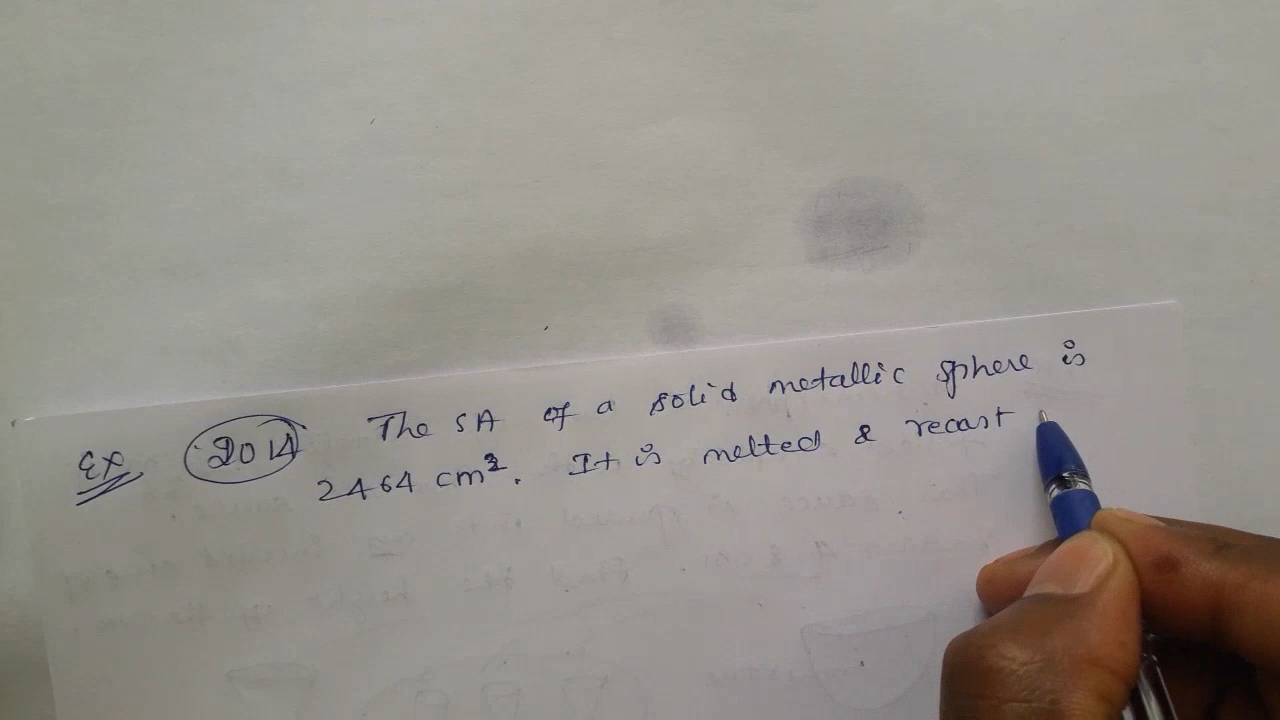 Ex 2014 The SA of a solid metallic sphere is
2464 cm². It is melted & recast